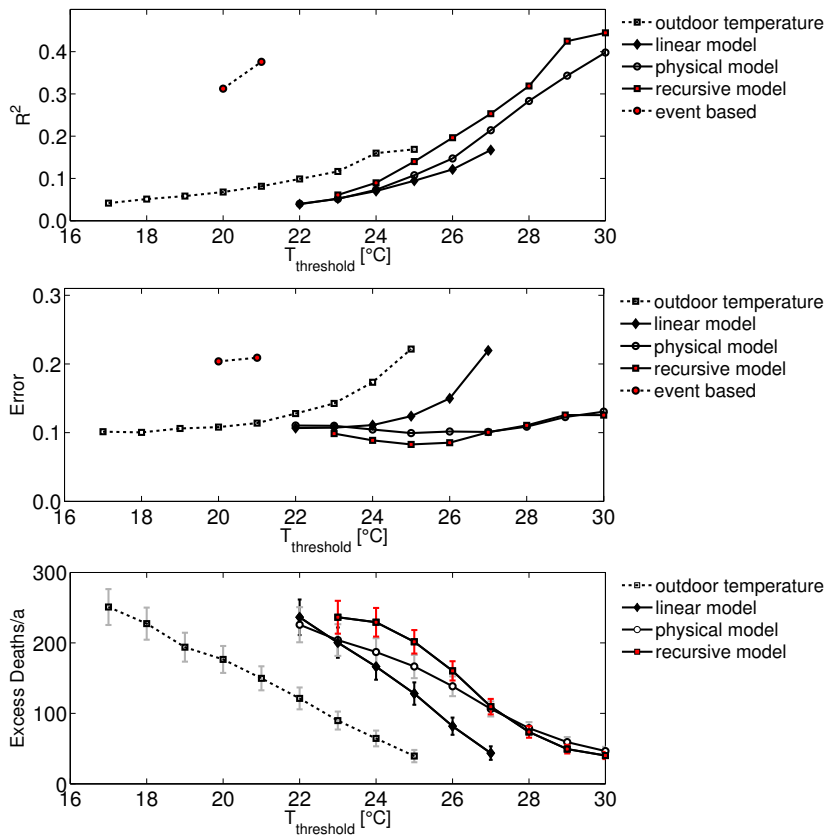 0.4
0.3
0.2
0.1
0.0
R²
16 18 20 22 24 26 28 30
T_threshold [°C]
outdoor temperature
linear model
physical model
recursive model
event based
0.3
0.2
0.1
0.0
Error
16 18 20 22 24 26 28 30
T_threshold [°C]
outdoor temperature
linear model
physical model
recursive model
event based
300
200
100
0
Excess Deaths/a
16 18 20 22 24 26 28 30
T_threshold [°C]
outdoor temperature
linear model
physical model
recursive model